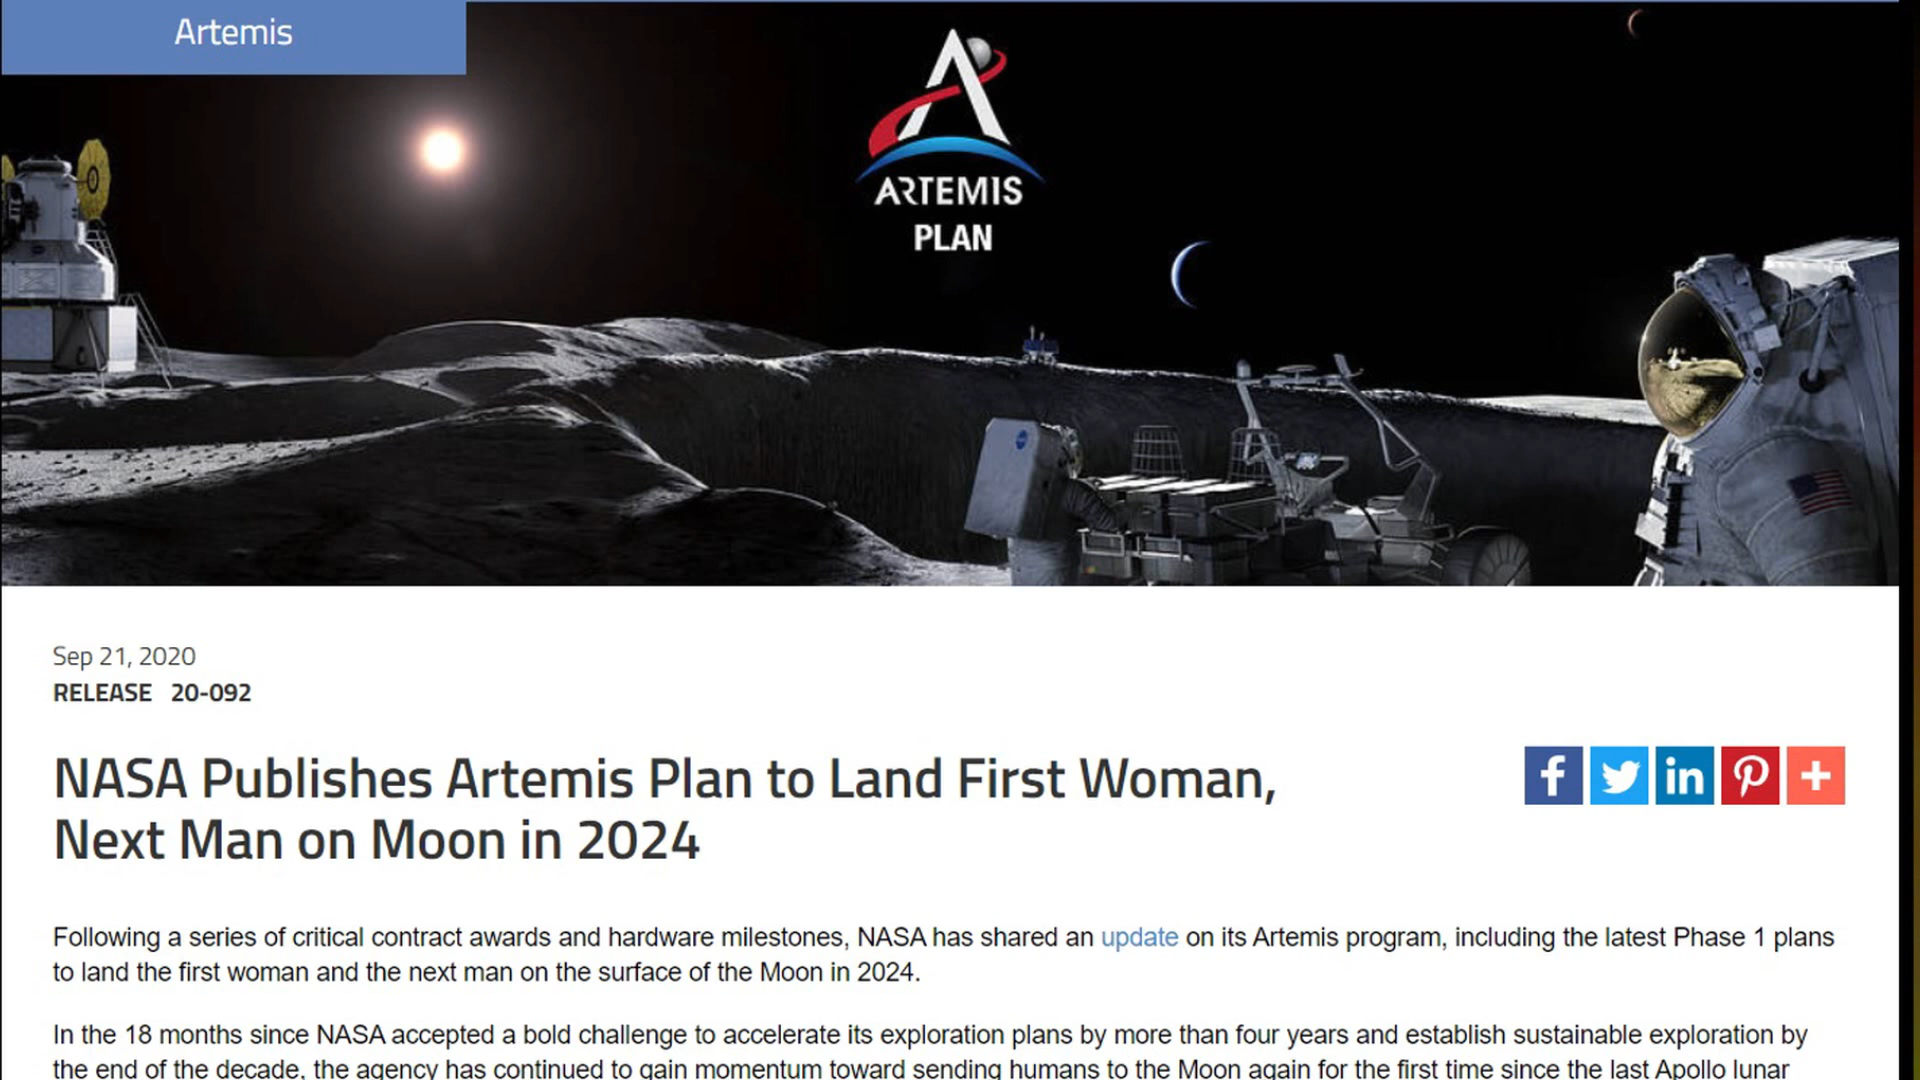 Artemis
ARTEMIS
PLAN
Sep 21, 2020
RELEASE 20-092
NASA Publishes Artemis Plan to Land First Woman,
Next Man on Moon in 2024
Following a series of critical contract awards and hardware milestones, NASA has shared an update on its Artemis program, including the latest Phase 1 plans
to land the first woman and the next man on the surface of the Moon in 2024.
In the 18 months since NASA accepted a bold challenge to accelerate its exploration plans by more than four years and establish sustainable exploration by
the end of the decade, the agency has continued to gain momentum toward sending humans to the Moon again for the first time since the last Apollo lunar